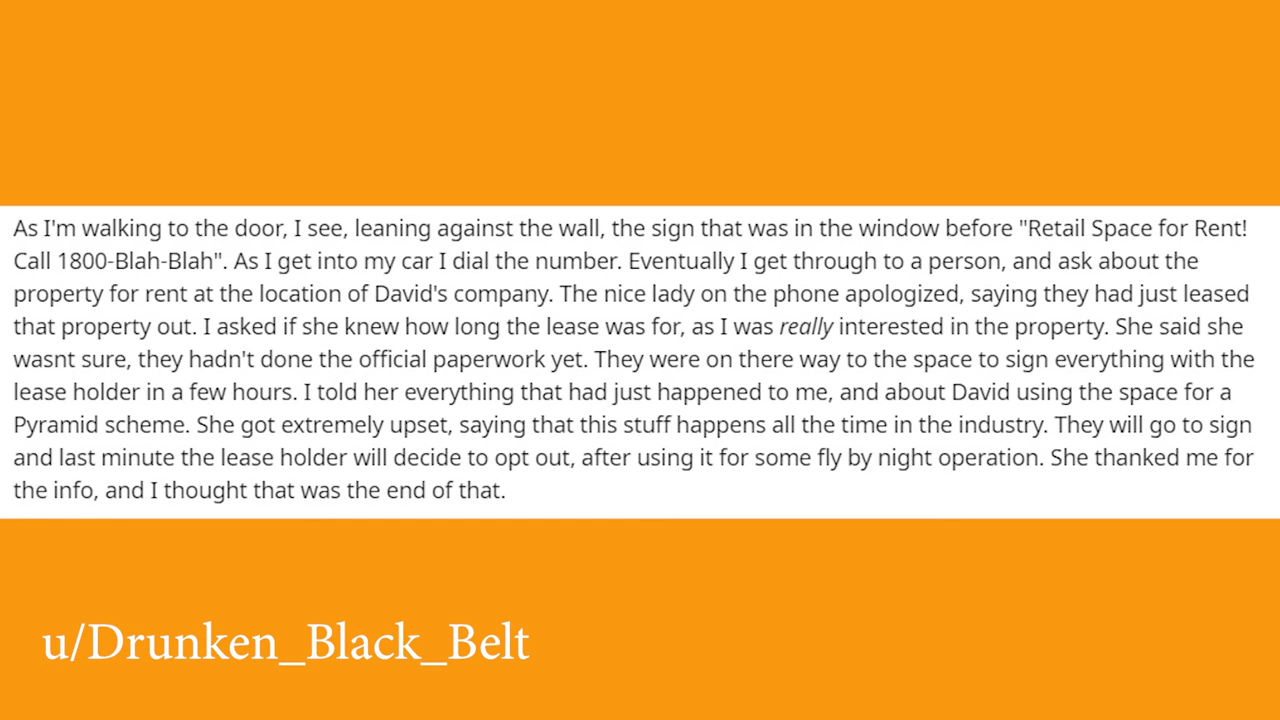 As I'm walking to the door, I see, leaning against the wall, the sign that was in the window before "Retail Space for Rent!
Call 1800-Blah-Blah". As I get into my car I dial the number. Eventually I get through to a person, and ask about the
property for rent at the location of David's company. The nice lady on the phone apologized, saying they had just leased
that property out. I asked if she knew how long the lease was for, as I was really interested in the property. She said she
wasnt sure, they hadn't done the official paperwork yet. They were on there way to the space to sign everything with the
lease holder in a few hours. I told her everything that had just happened to me, and about David using the space for a
Pyramid scheme. She got extremely upset, saying that this stuff happens all the time in the industry. They will go to sign
and last minute the lease holder will decide to opt out, after using it for some fly by night operation. She thanked me for
the info, and I thought that was the end of that.
u/Drunken_Black_Belt